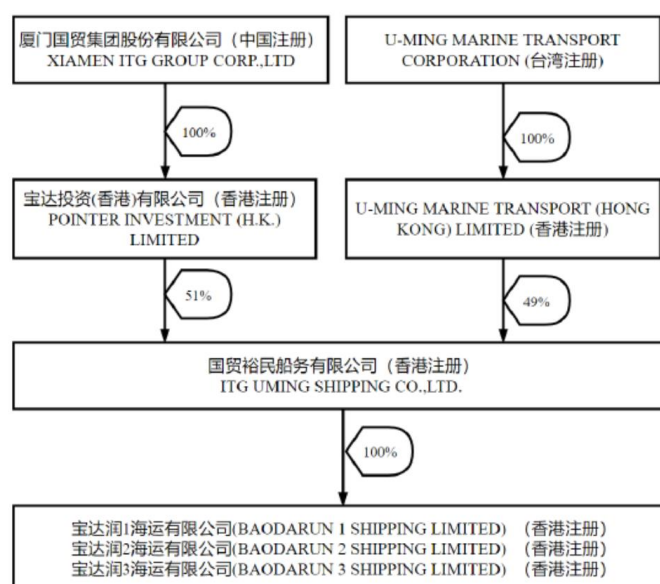 厦门国贸集团股份有限公司（中国注册）
XIAMEN ITG GROUP CORP.,LTD
U-MING MARINE TRANSPORT
CORPORATION (台湾注册)
100%
100%
宝达投资(香港)有限公司（香港注册）
POINTER INVESTMENT (H.K.)
LIMITED
U-MING MARINE TRANSPORT (HONG
KONG) LIMITED (香港注册)
51%
49%
国贸裕民船务有限公司（香港注册）
ITG UMING SHIPPING CO.,LTD.
100%
宝达润1海运有限公司(BAODARUN 1 SHIPPING LIMITED) （香港注册）
宝达润2海运有限公司(BAODARUN 2 SHIPPING LIMITED) （香港注册）
宝达润3海运有限公司(BAODARUN 3 SHIPPING LIMITED) （香港注册）